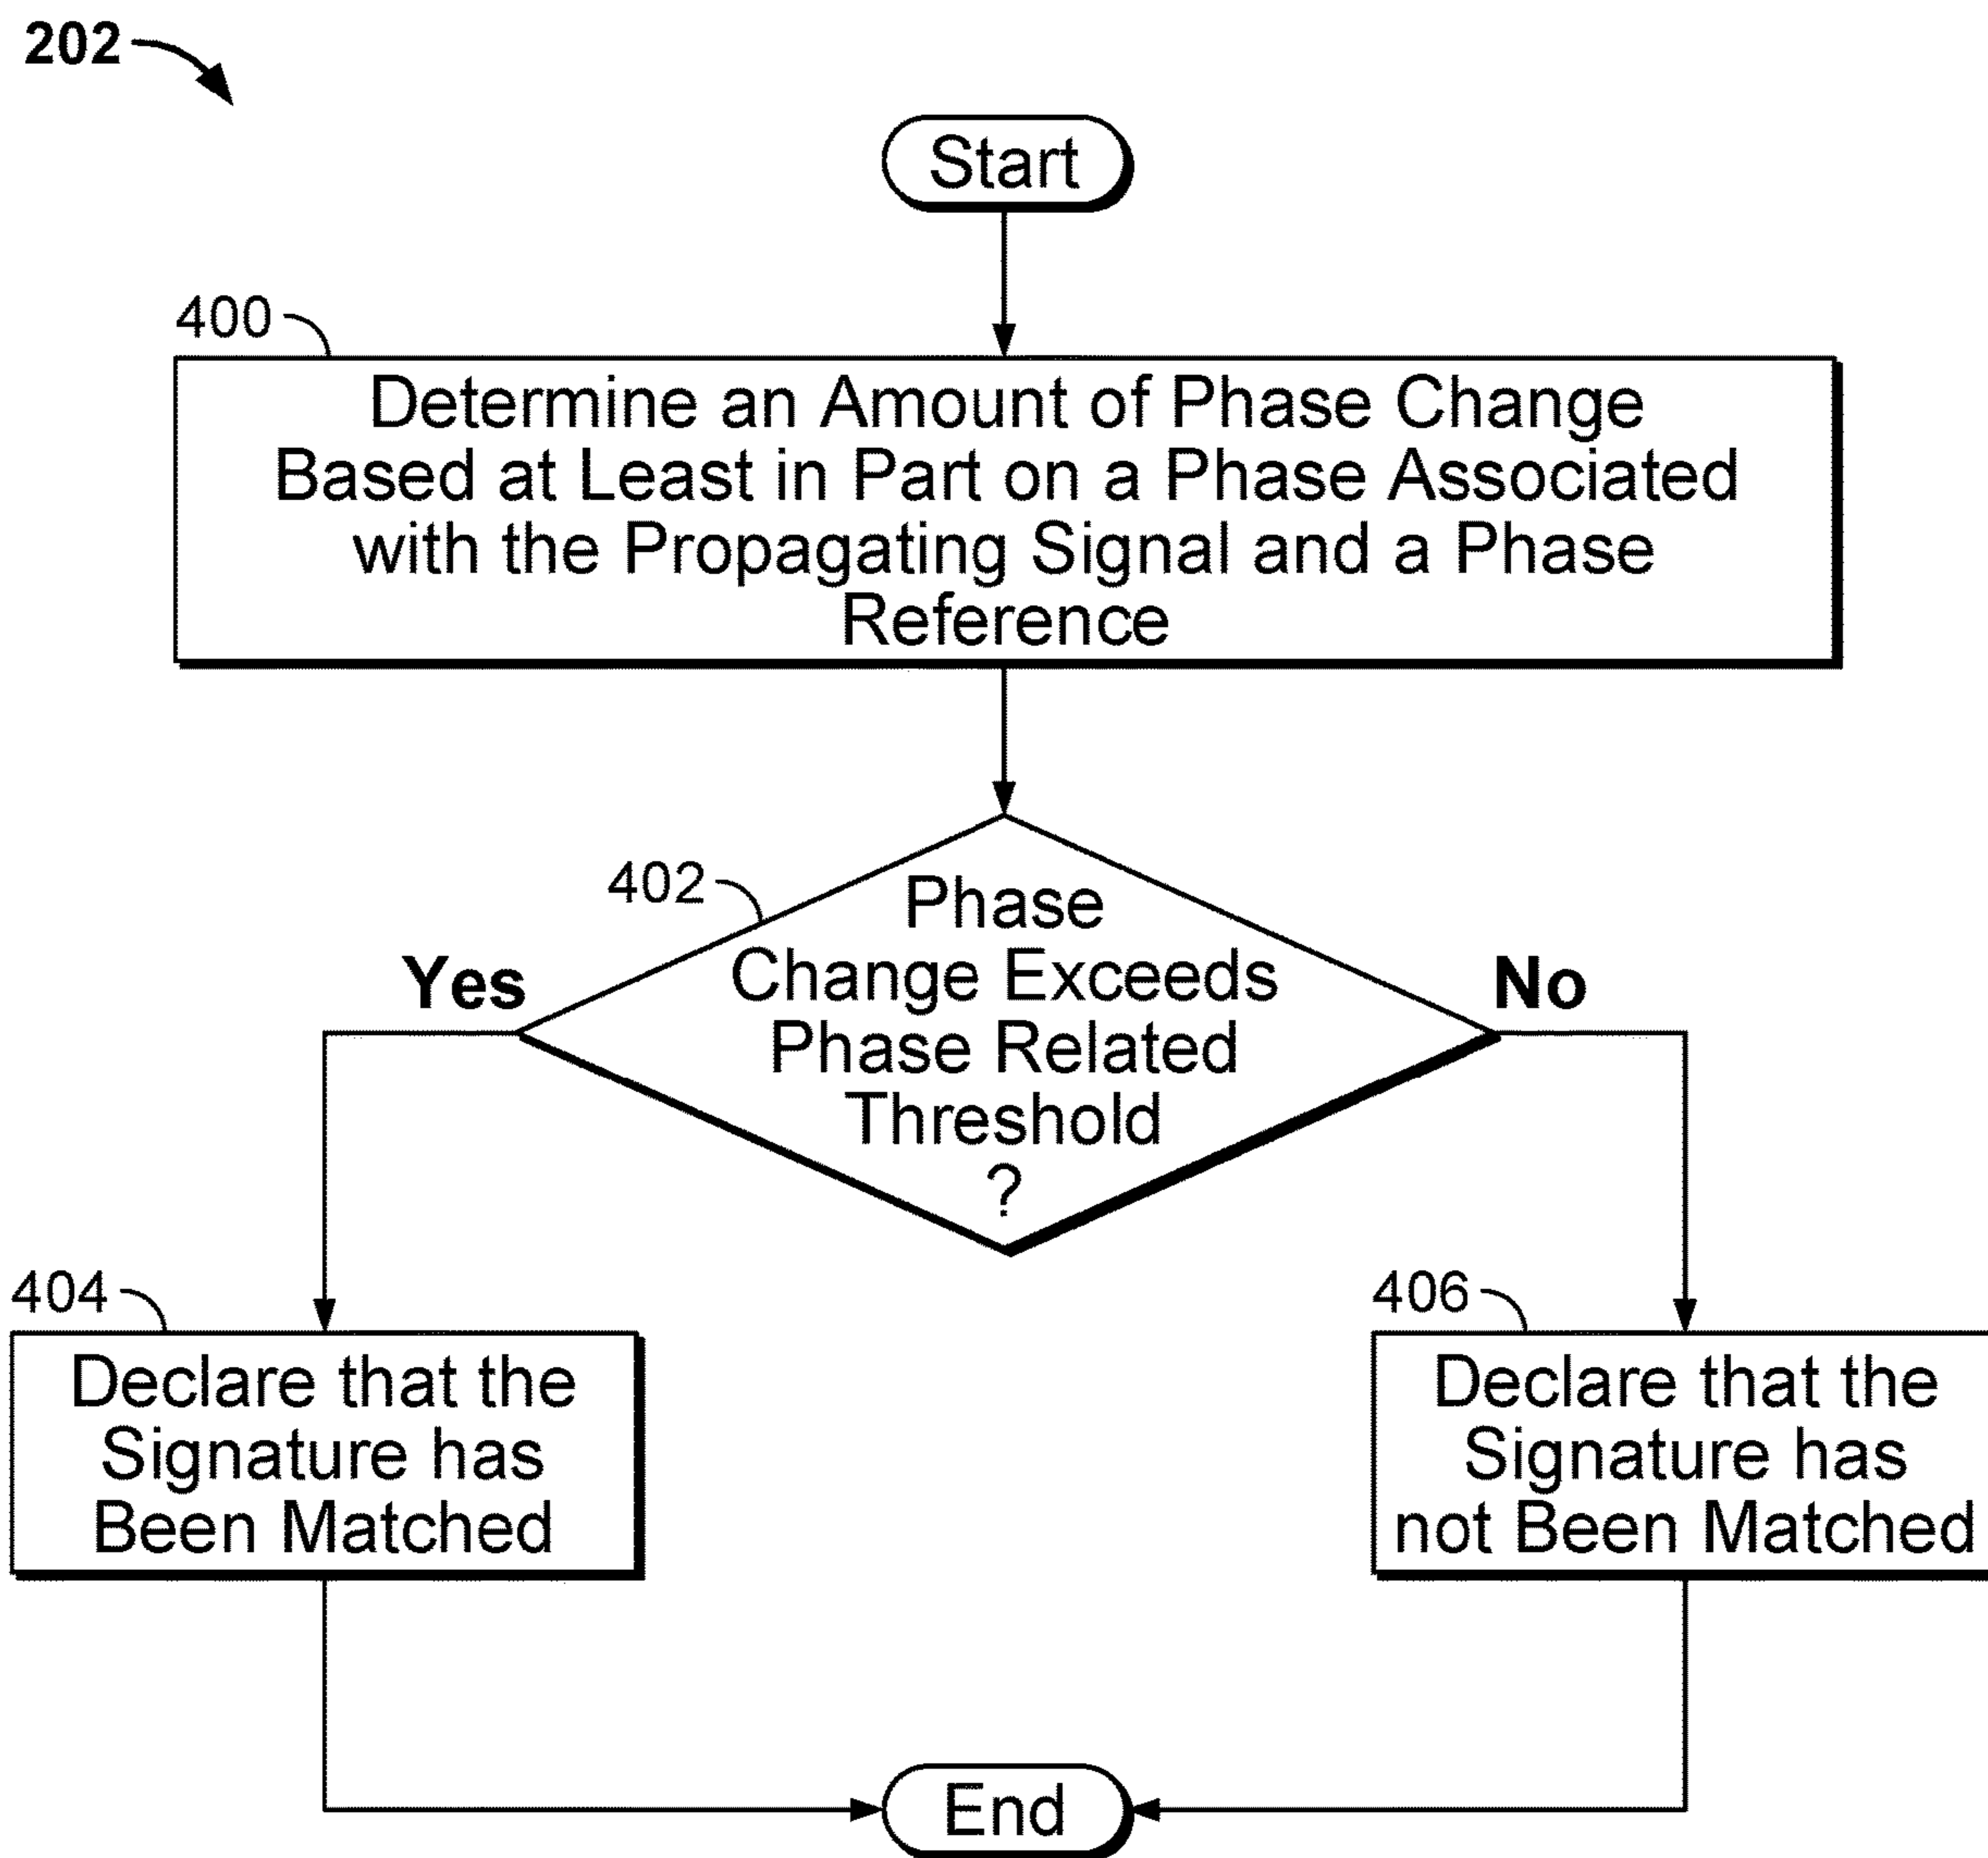 202
Start
400
Determine an Amount of Phase Change
Based at Least in Part on a Phase Associated
with the Propagating Signal and a Phase
Reference
402
Phase
Change Exceeds
Phase Related
Threshold
?
Yes
No
404
Declare that the
Signature has
Been Matched
406
Declare that the
Signature has
not Been Matched
End